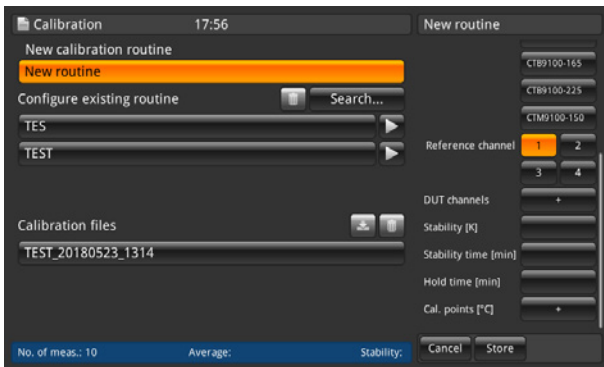 Calibration 17:56
New calibration routine
New routine
Configure existing routine Search...
TES
TEST
Calibration files
TEST_20180523_1314
No. of meas.: 10 Average: Stability:
New routine
CTB9100-165
CTB9100-225
CTM9100-150
Reference channel 1 2
3 4
DUT channels +
Stability [K]
Stability time [min]
Hold time [min]
Cal. points [°C] +
Cancel Store